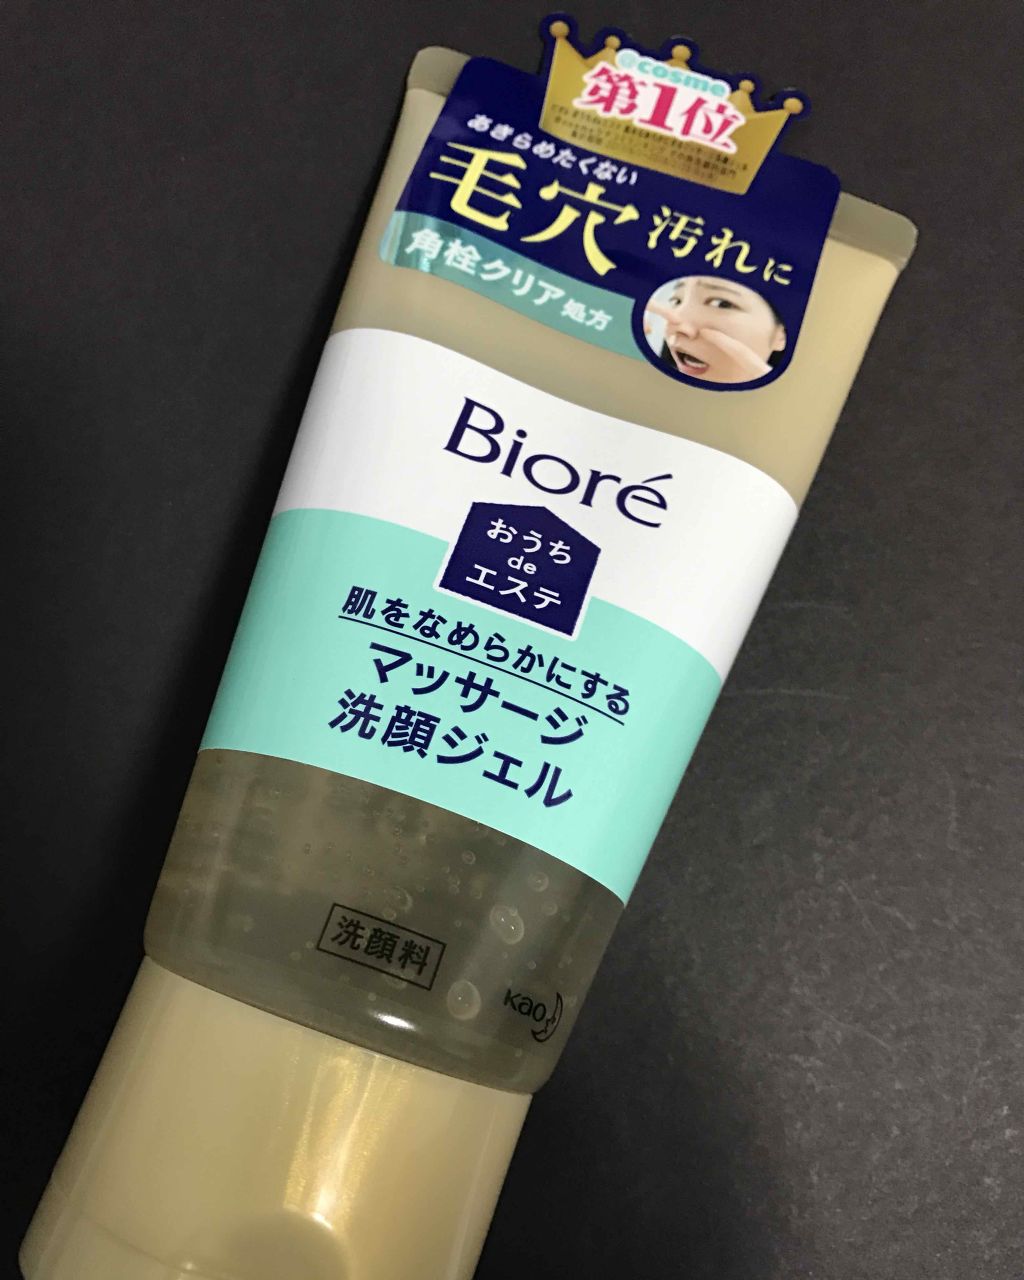 @cosme
第1位
あきらめたくない
毛穴汚れに
角栓クリア処方
Bioré
おうち
de
エステ
肌をなめらかにする
マッサージ
洗顔ジェル
洗顔料
Kao